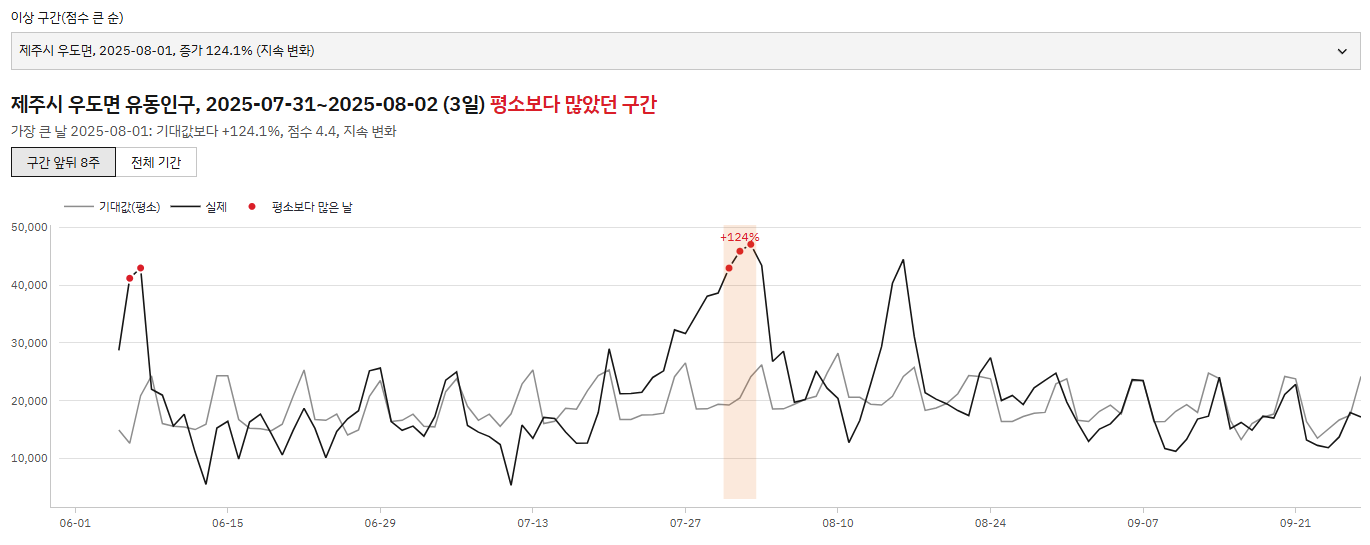 이상 구간(점수 큰 순)
제주시 우도면, 2025-08-01, 증가 124.1% (지속 변화)
제주시 우도면 유동인구, 2025-07-31~2025-08-02 (3일) 평소보다 많았던 구간
가장 큰 날 2025-08-01: 기대값보다 +124.1%, 점수 4.4, 지속 변화
구간 앞뒤 8주 전체 기간
기대값(평소) 실제 평소보다 많은 날
50,000
+124%
40,000
30,000
20,000
10,000
06-01 06-15 06-29 07-13 07-27 08-10 08-24 09-07 09-21